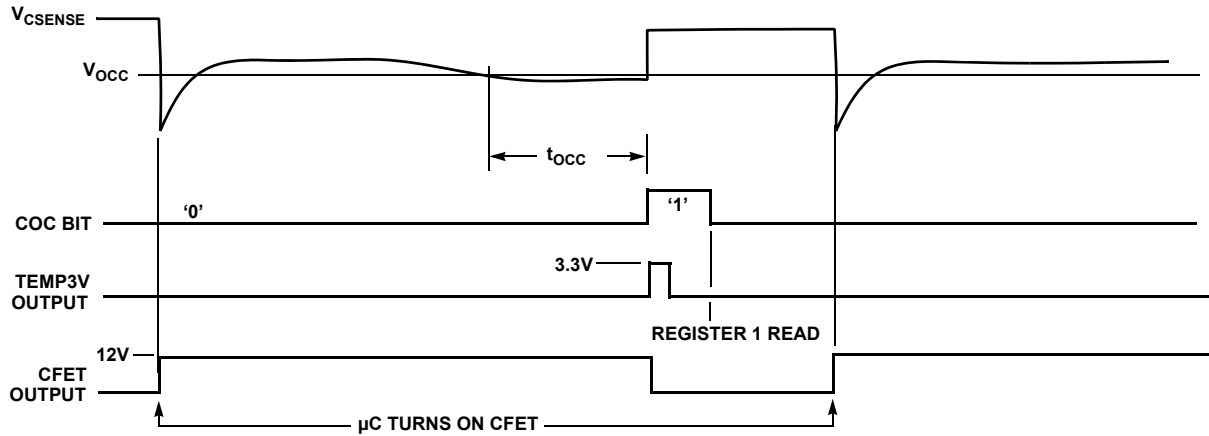 VCSENSE
VOCC
tOCC
COC BIT
‘0’
‘1’
3.3V
TEMP3V
OUTPUT
REGISTER 1 READ
12V
CFET
OUTPUT
µC TURNS ON CFET